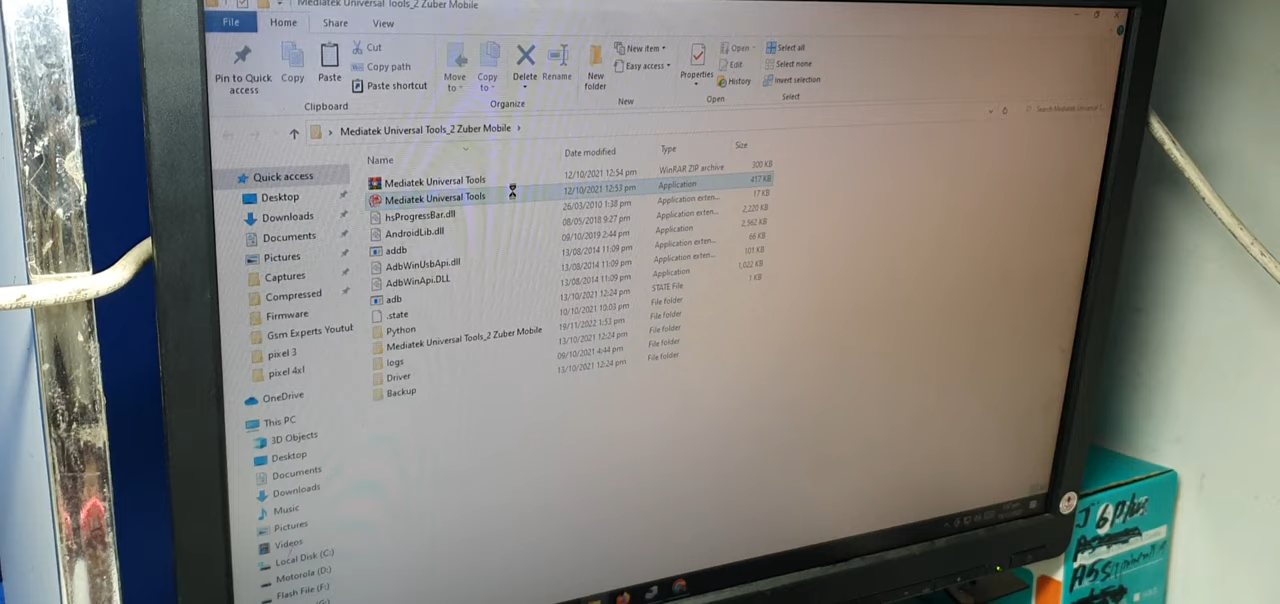 Mediatek Universal Tools_2 Zuber Mobile
File Home Share View
Pin to Quick access
Copy
Paste
Cut
Copy path
Paste shortcut
Clipboard
Move to
Copy to
Delete
Rename
Organize
New folder
New item
Easy access
New
Properties
Open
Edit
History
Open
Select all
Select none
Invert selection
Select
Mediatek Universal Tools_2 Zuber Mobile
Search Mediatek Universal T...
Quick access
Desktop
Downloads
Documents
Pictures
Captures
Compressed
Firmware
Gsm Experts Youtut
pixel 3
pixel 4xl
OneDrive
This PC
3D Objects
Desktop
Documents
Downloads
Music
Pictures
Videos
Local Disk (C:)
Motorola (D:)
Flash File (F:)
Name
Mediatek Universal Tools
Mediatek Universal Tools
hsProgressBar.dll
AndroidLib.dll
addb
AdbWinUsbApi.dll
AdbWinApi.DLL
adb
.state
Python
Mediatek Universal Tools_2 Zuber Mobile
logs
Driver
Backup
Date modified
12/10/2021 12:54 pm
12/10/2021 12:53 pm
26/03/2010 1:38 pm
08/05/2018 9:27 pm
09/10/2019 2:44 pm
13/08/2014 11:09 pm
13/08/2014 11:09 pm
13/08/2014 11:09 pm
13/10/2021 12:24 pm
10/10/2021 10:03 pm
19/11/2022 1:53 pm
13/10/2021 12:24 pm
09/10/2021 4:44 pm
13/10/2021 12:24 pm
Type
WinRAR ZIP archive
Application
Application exten...
Application exten...
Application
Application exten...
Application exten...
Application
STATE File
File folder
File folder
File folder
File folder
File folder
Size
300 KB
417 KB
17 KB
2,220 KB
2,562 KB
66 KB
101 KB
1,022 KB
1 KB
J 6 Plus